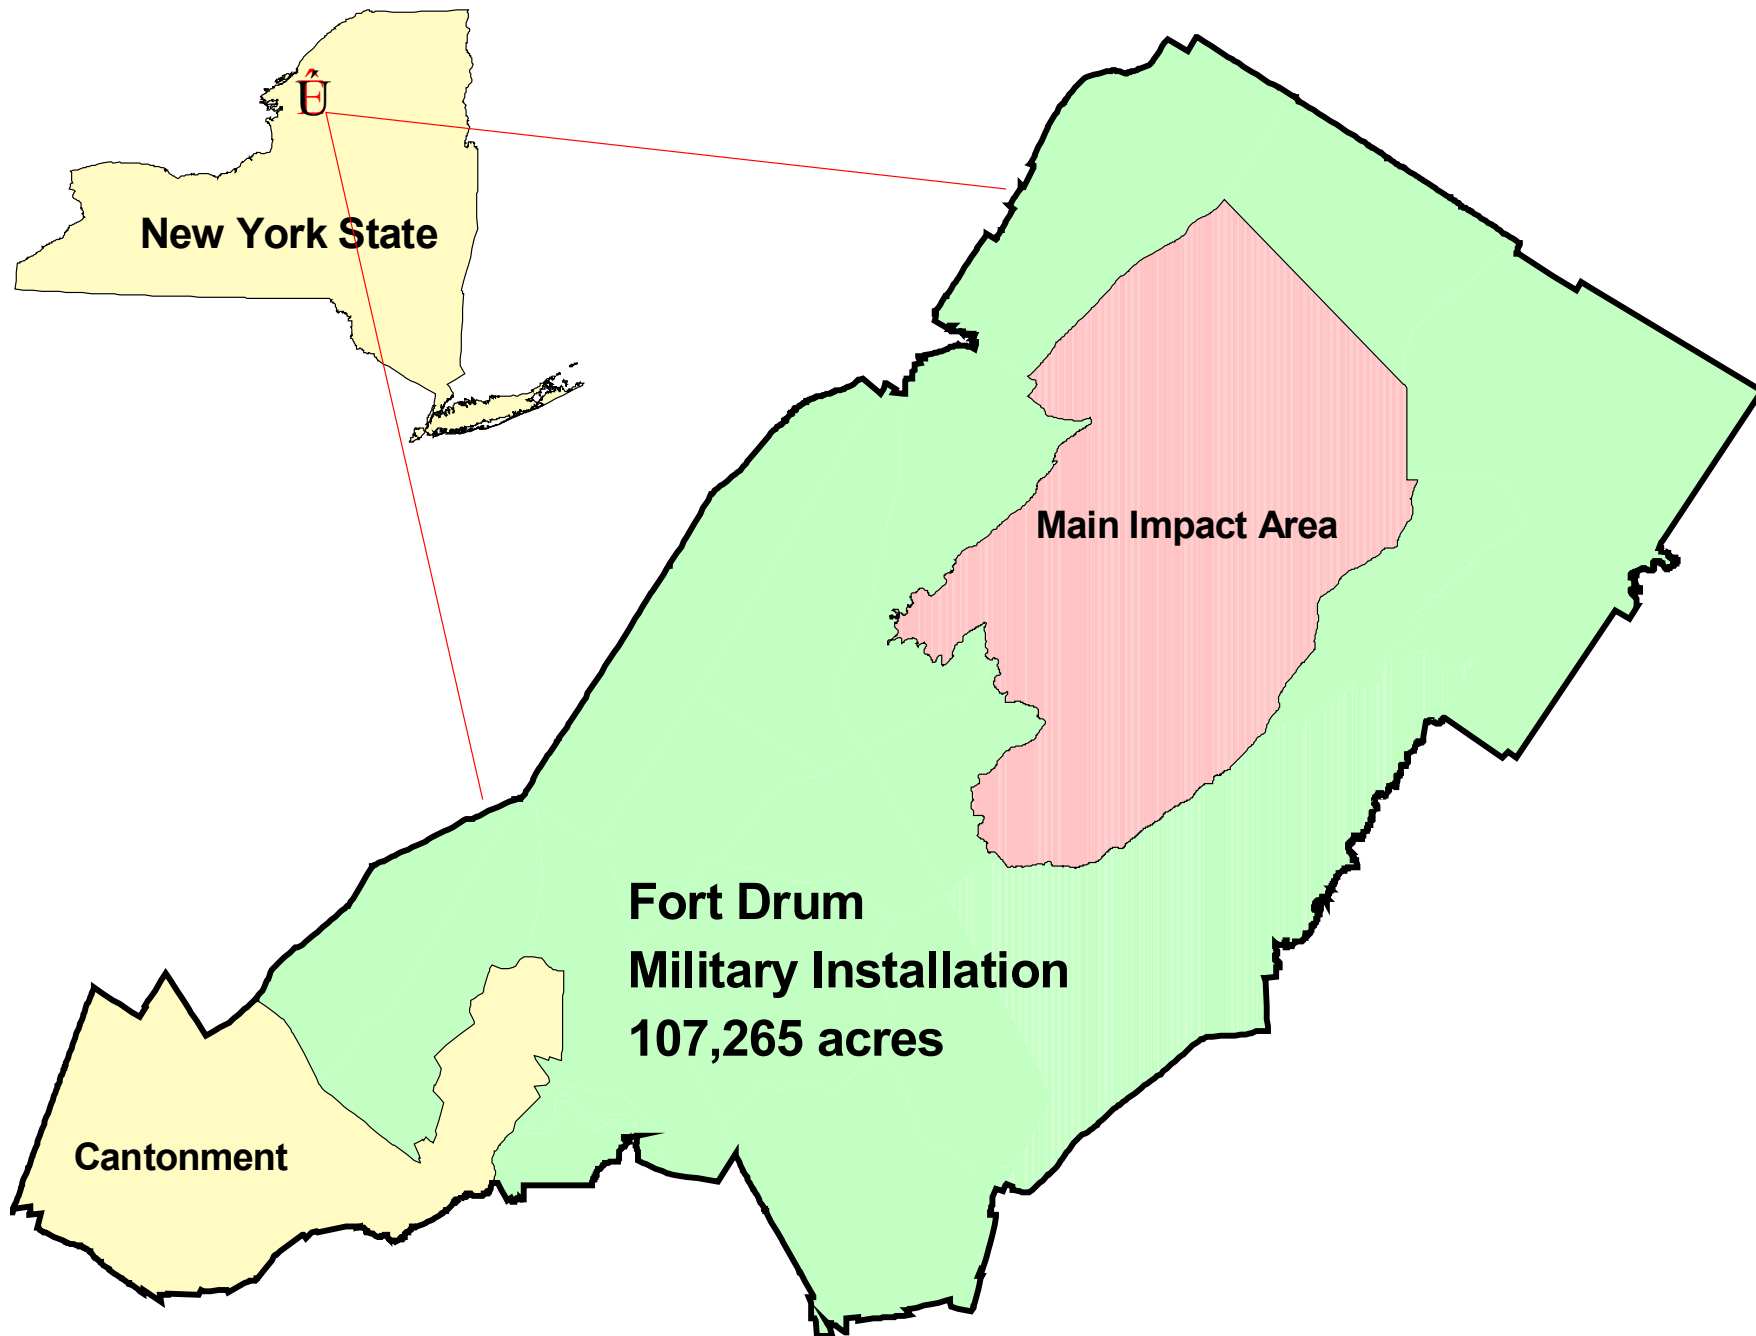 New York State
Main Impact Area
Fort Drum
Military Installation
107,265 acres
Cantonment